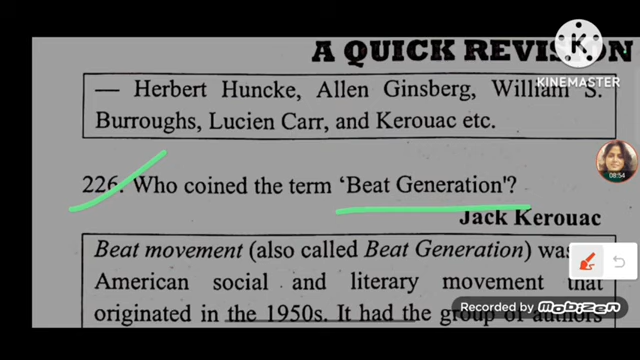 A QUICK REVISION
KINEMASTER
— Herbert Huncke, Allen Ginsberg, William S.
Burroughs, Lucien Carr, and Kerouac etc.
08:54
226. Who coined the term ‘Beat Generation'?
Jack Kerouac
Beat movement (also called Beat Generation) was
American social and literary movement that
originated in the 1950s. It had the group of authors
Recorded by mobizen